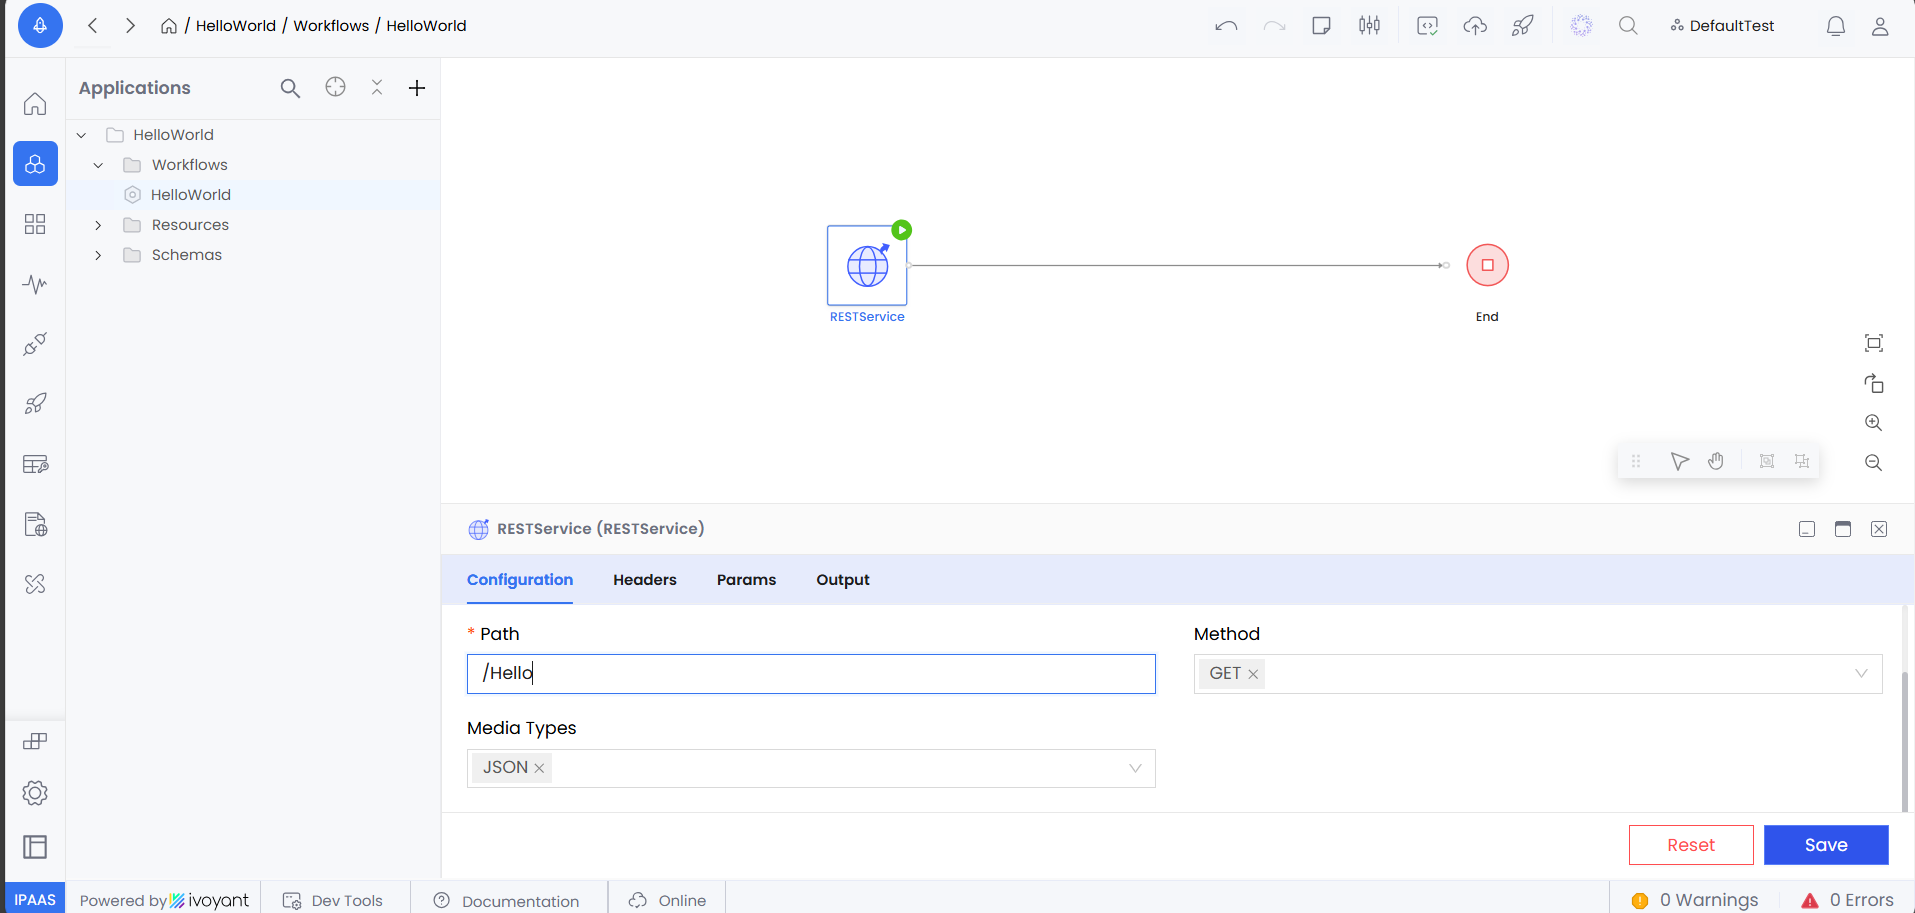 / HelloWorld / Workflows / HelloWorld
DefaultTest
Applications
HelloWorld
Workflows
HelloWorld
Resources
Schemas
RESTService
End
RESTService (RESTService)
Configuration Headers Params Output
* Path
/Hello
Method
GET
Media Types
JSON
Reset Save
IPAAS Powered by ivoyant Dev Tools Documentation Online 0 Warnings 0 Errors